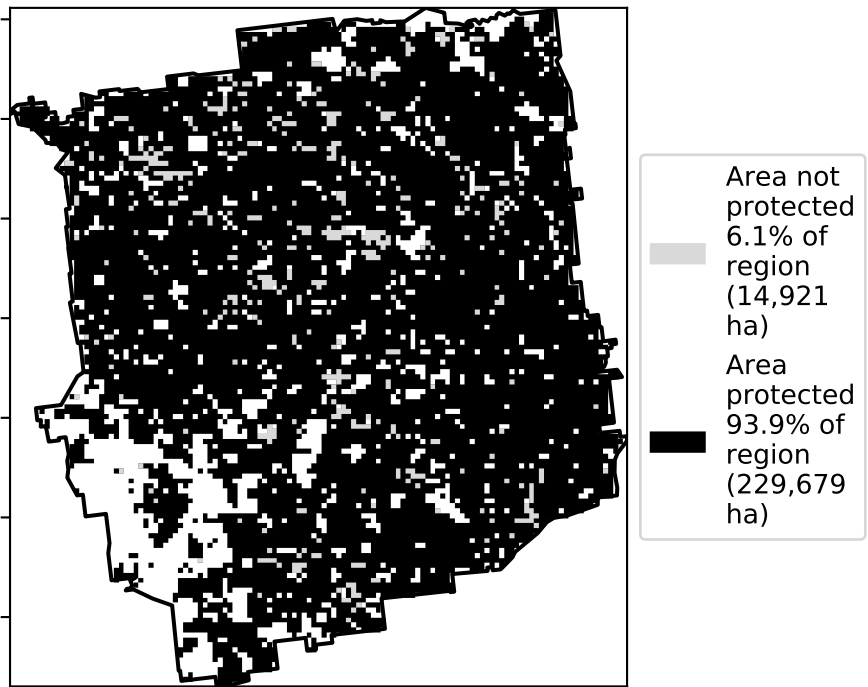 Area not
protected
6.1% of
region
(14,921
ha)
Area
protected
93.9% of
region
(229,679
ha)